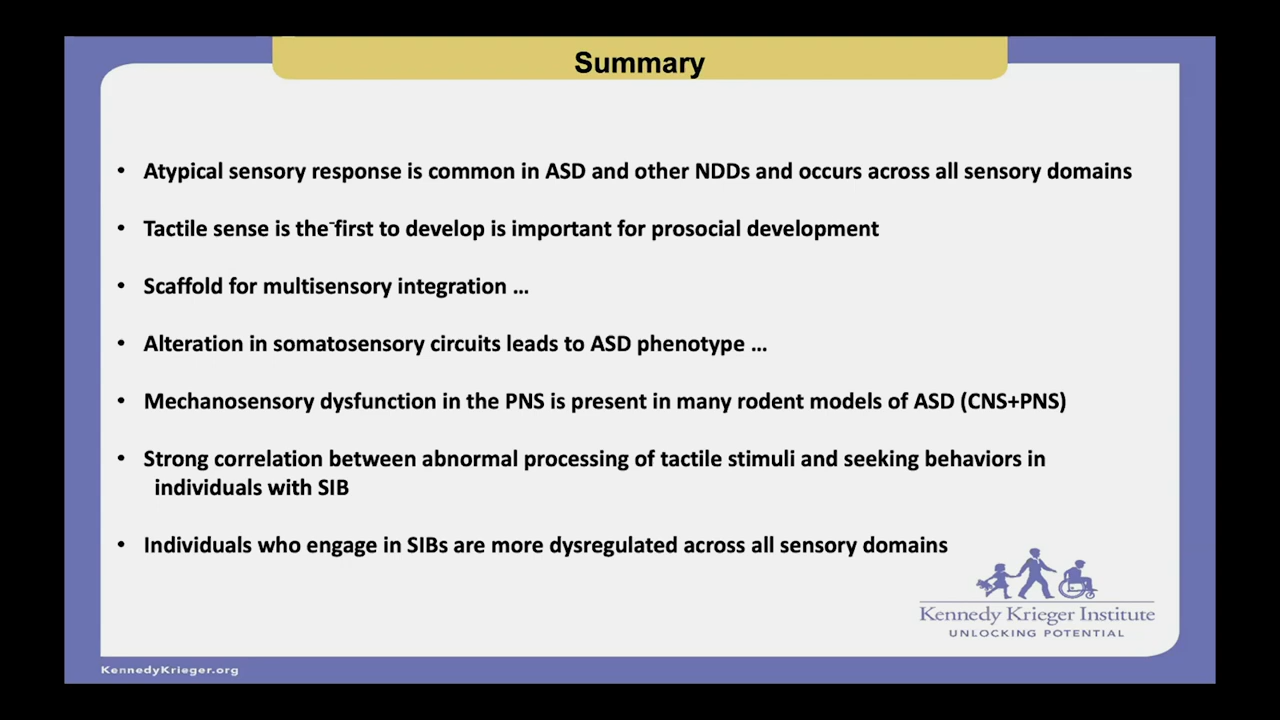 Summary
• Atypical sensory response is common in ASD and other NDDs and occurs across all sensory domains
• Tactile sense is the first to develop is important for prosocial development
• Scaffold for multisensory integration …
• Alteration in somatosensory circuits leads to ASD phenotype …
• Mechanosensory dysfunction in the PNS is present in many rodent models of ASD (CNS+PNS)
• Strong correlation between abnormal processing of tactile stimuli and seeking behaviors in
individuals with SIB
• Individuals who engage in SIBs are more dysregulated across all sensory domains
Kennedy Krieger Institute
UNLOCKING POTENTIAL
KennedyKrieger.org